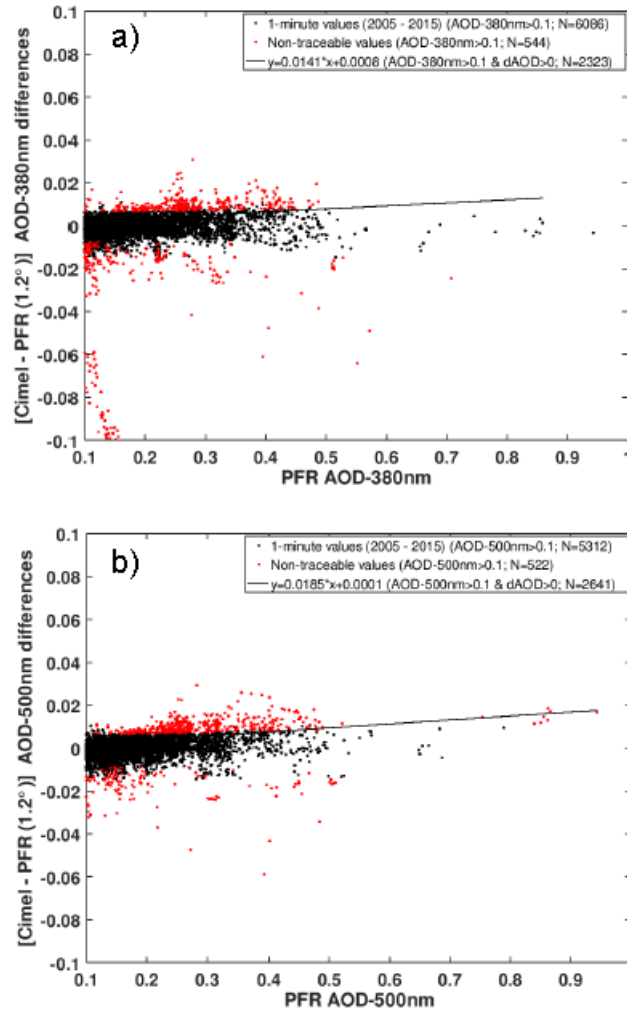 a)
1-minute values (2005 - 2015) (AOD-380nm>0.1; N=6086)
Non-traceable values (AOD-380nm>0.1; N=544)
y=0.0141*x+0.0008 (AOD-380nm>0.1 & dAOD>0; N=2323)
[Cimel - PFR (1.2°)] AOD-380nm differences
0.1
0.08
0.06
0.04
0.02
0
-0.02
-0.04
-0.06
-0.08
-0.1
0.1 0.2 0.3 0.4 0.5 0.6 0.7 0.8 0.9
PFR AOD-380nm
b)
1-minute values (2005 - 2015) (AOD-500nm>0.1; N=5312)
Non-traceable values (AOD-500nm>0.1; N=522)
y=0.0185*x+0.0001 (AOD-500nm>0.1 & dAOD>0; N=2641)
[Cimel - PFR (1.2°)] AOD-500nm differences
0.1
0.08
0.06
0.04
0.02
0
-0.02
-0.04
-0.06
-0.08
-0.1
0.1 0.2 0.3 0.4 0.5 0.6 0.7 0.8 0.9
PFR AOD-500nm